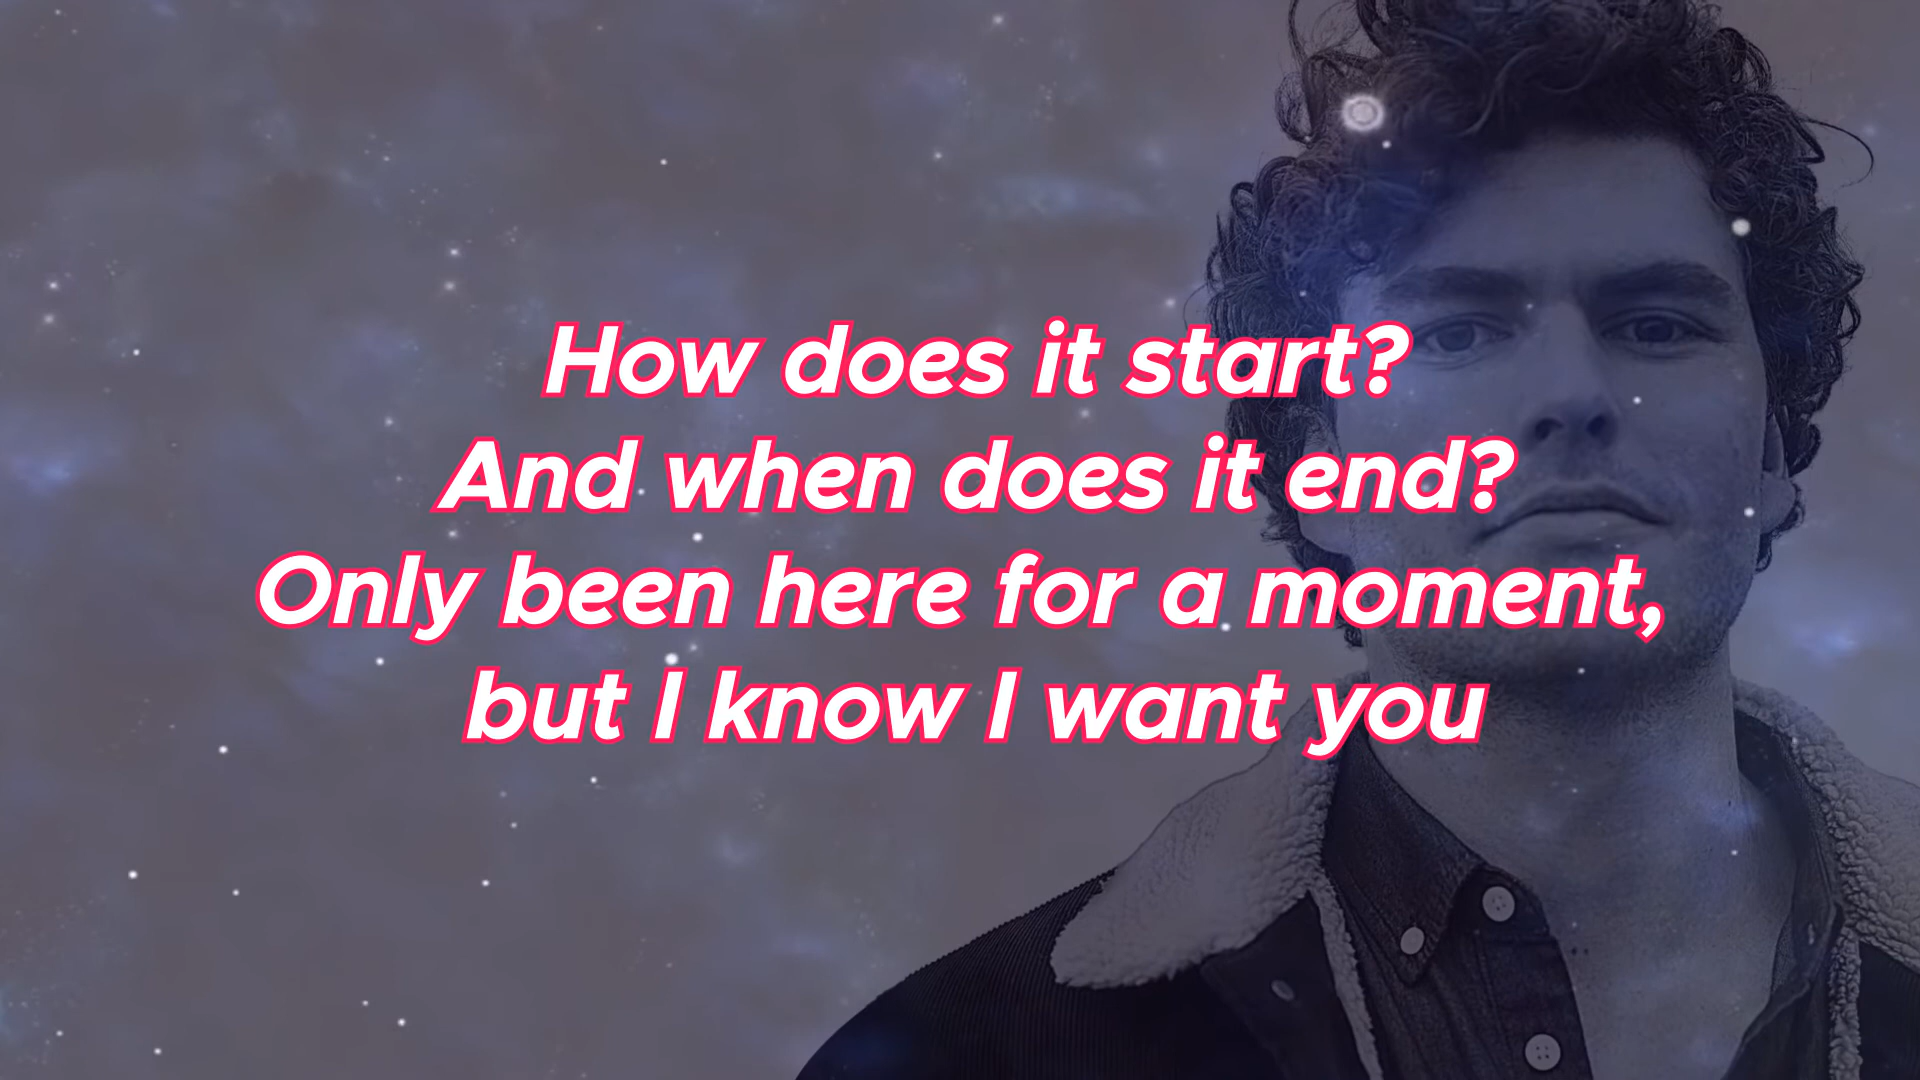 How does it start?
And when does it end?
Only been here for a moment,
but I know I want you